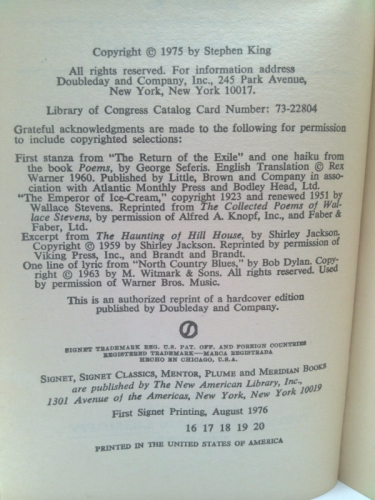 Copyright © 1975 by Stephen King
All rights reserved. For information address
Doubleday and Company, Inc., 245 Park Avenue,
New York, New York 10017.
Library of Congress Catalog Card Number: 73-22804
Grateful acknowledgments are made to the following for permission
to include copyrighted selections:
First stanza from "The Return of the Exile" and one haiku from
the book Poems, by George Seferis. English Translation © Rex
Warner 1960. Published by Little, Brown and Company in asso-
ciation with Atlantic Monthly Press and Bodley Head, Ltd.
"The Emperor of Ice-Cream," copyright 1923 and renewed 1951 by
Wallace Stevens. Reprinted from The Collected Poems of Wal-
lace Stevens, by permission of Alfred A. Knopf, Inc., and Faber &
Faber, Ltd.
Excerpt from The Haunting of Hill House, by Shirley Jackson.
Copyright © 1959 by Shirley Jackson. Reprinted by permission of
Viking Press, Inc., and Brandt and Brandt.
One line of lyric from "North Country Blues," by Bob Dylan. Copy-
right © 1963 by M. Witmark & Sons. All rights reserved. Used
by permission of Warner Bros. Music.
This is an authorized reprint of a hardcover edition
published by Doubleday and Company.
SIGNET TRADEMARK REG. U.S. PAT. OFF. AND FOREIGN COUNTRIES
REGISTERED TRADEMARK—MARCA REGISTRADA
HECHO EN CHICAGO, U.S.A.
SIGNET, SIGNET CLASSICS, MENTOR, PLUME and MERIDIAN BOOKS
are published by The New American Library, Inc.,
1301 Avenue of the Americas, New York, New York 10019
First Signet Printing, August 1976
16 17 18 19 20
PRINTED IN THE UNITED STATES OF AMERICA